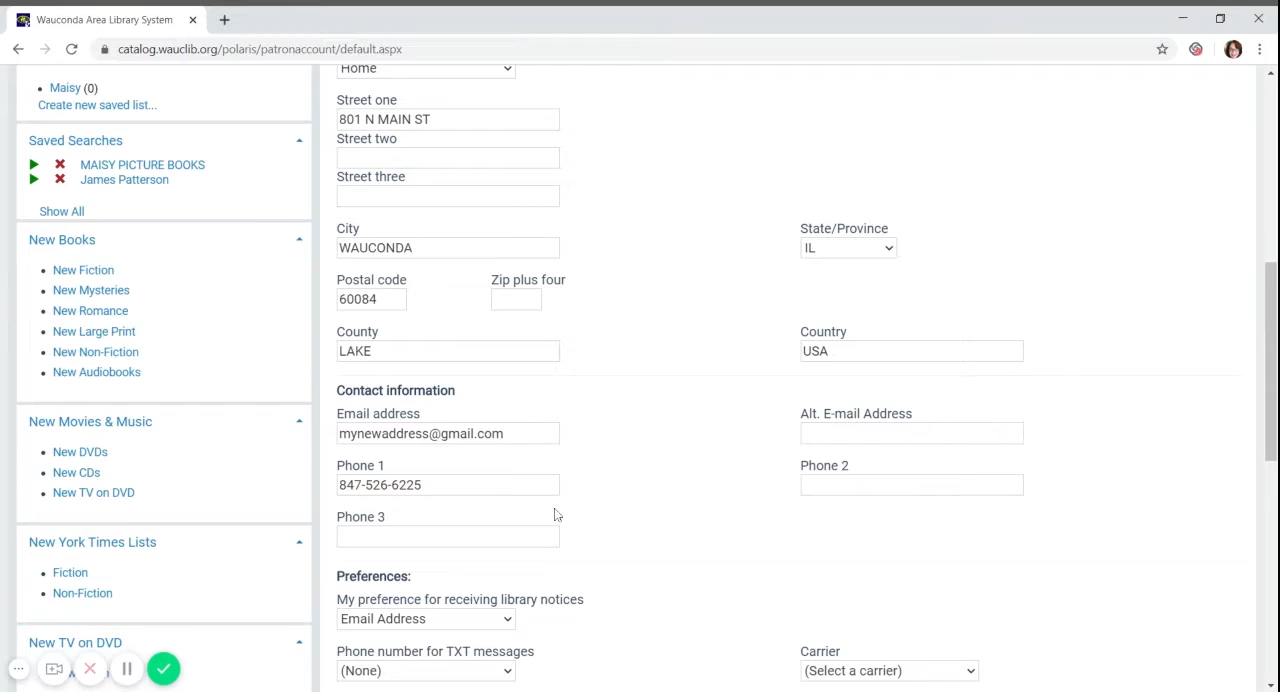 Wauconda Area Library System
catalog.wauclib.org/polaris/patronaccount/default.aspx
Maisy (0)
Create new saved list...
Saved Searches
MAISY PICTURE BOOKS
James Patterson
Show All
New Books
New Fiction
New Mysteries
New Romance
New Large Print
New Non-Fiction
New Audiobooks
New Movies & Music
New DVDs
New CDs
New TV on DVD
New York Times Lists
Fiction
Non-Fiction
New TV on DVD
Home
Street one
801 N MAIN ST
Street two
Street three
City
WAUCONDA
State/Province
IL
Postal code
60084
Zip plus four
County
LAKE
Country
USA
Contact information
Email address
mynewaddress@gmail.com
Alt. E-mail Address
Phone 1
847-526-6225
Phone 2
Phone 3
Preferences:
My preference for receiving library notices
Email Address
Phone number for TXT messages
(None)
Carrier
(Select a carrier)